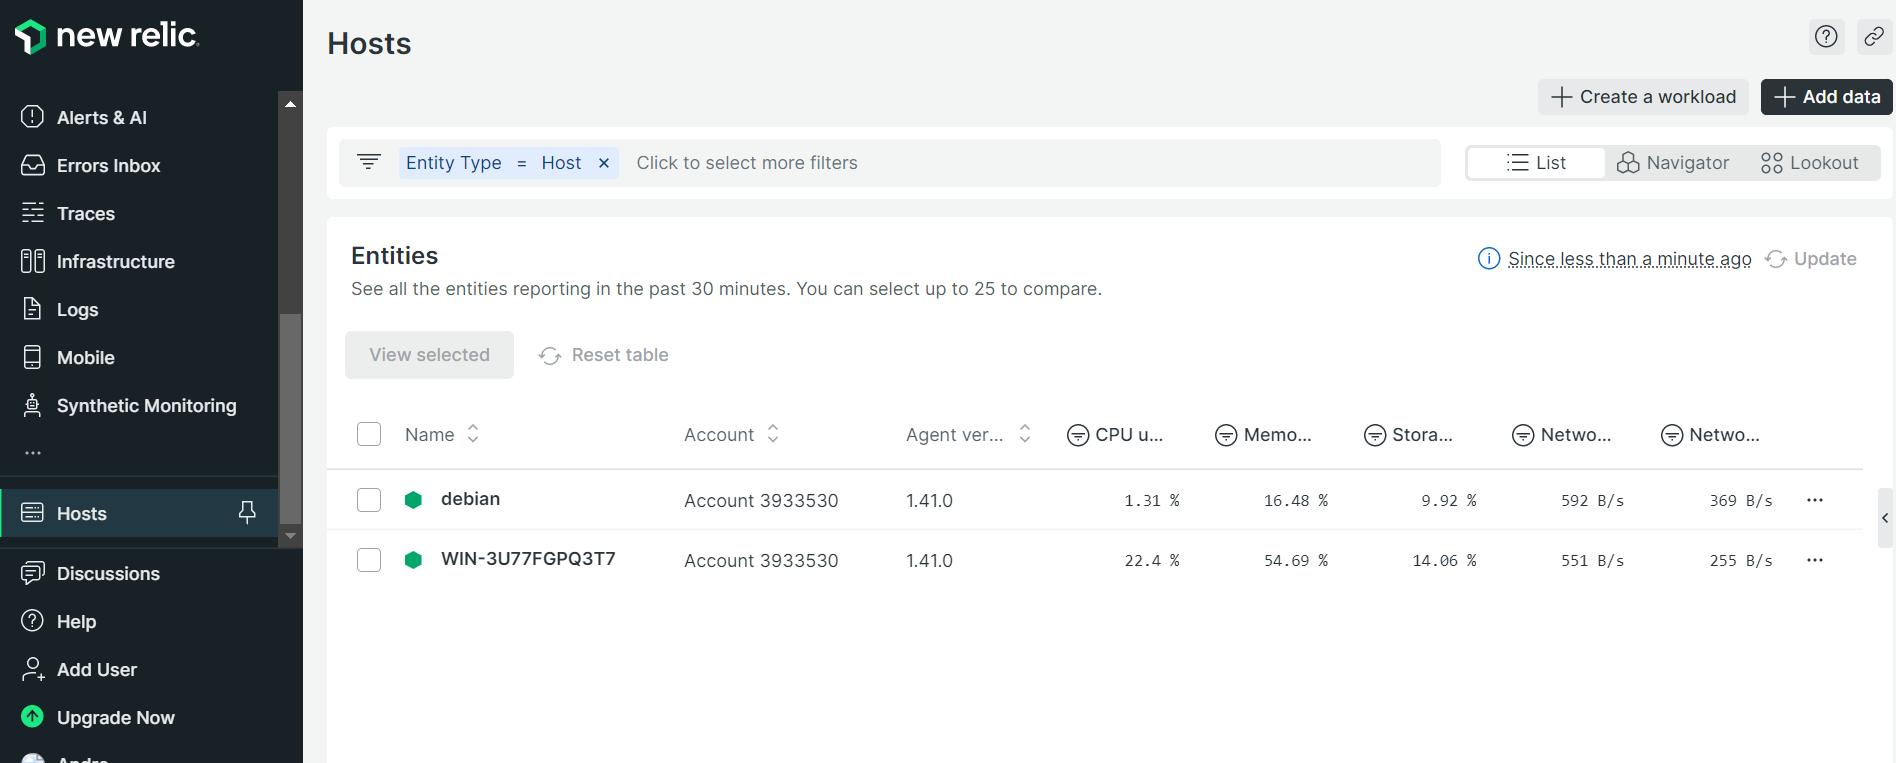 new relic.
Alerts & AI
Errors Inbox
Traces
Infrastructure
Logs
Mobile
Synthetic Monitoring
...
Hosts
Discussions
Help
Add User
Upgrade Now
Hosts
+ Create a workload
+ Add data
Entity Type = Host × Click to select more filters
List Navigator Lookout
Entities
Since less than a minute ago Update
See all the entities reporting in the past 30 minutes. You can select up to 25 to compare.
View selected Reset table
Name Account Agent ver... CPU u... Memo... Stora... Netwo... Netwo...
debian Account 3933530 1.41.0 1.31 % 16.48 % 9.92 % 592 B/s 369 B/s ...
WIN-3U77FGPQ3T7 Account 3933530 1.41.0 22.4 % 54.69 % 14.06 % 551 B/s 255 B/s ...